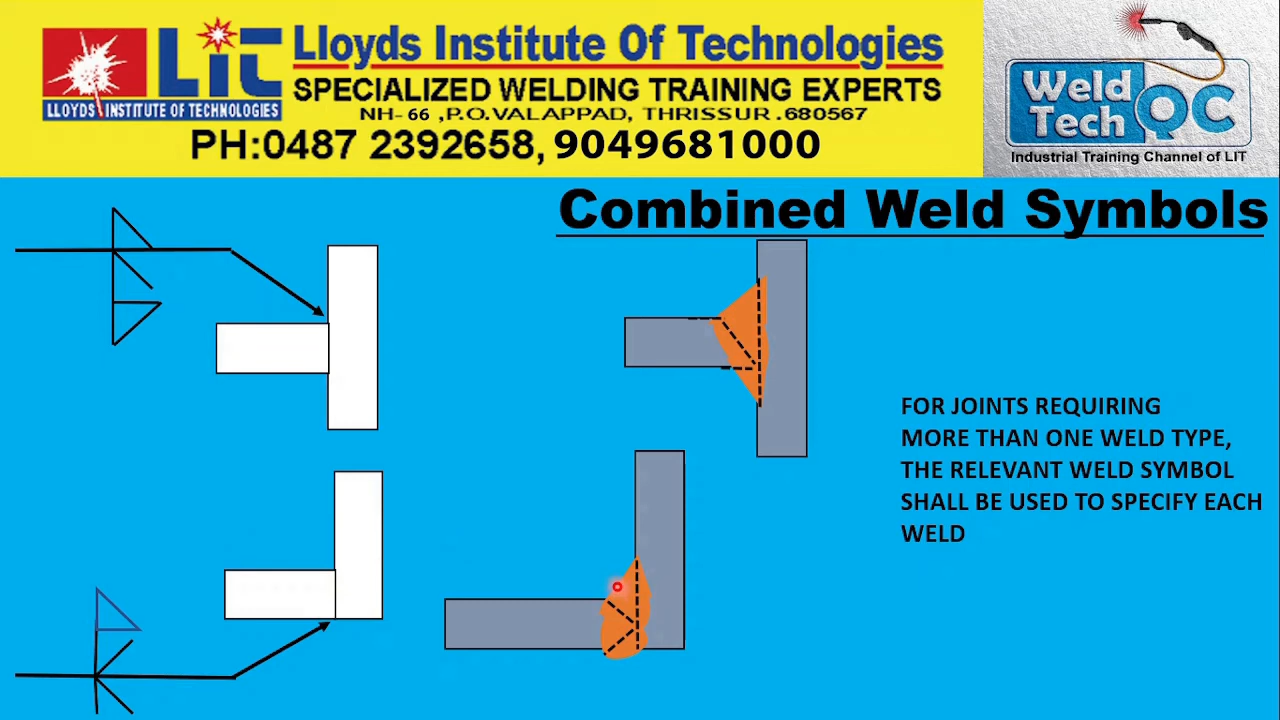 LiT
LLOYDS INSTITUTE OF TECHNOLOGIES
Lloyds Institute Of Technologies
SPECIALIZED WELDING TRAINING EXPERTS
NH- 66 ,P.O.VALAPPAD, THRISSUR .680567
PH:0487 2392658, 9049681000
Weld
Tech QC
Industrial Training Channel of LIT
Combined Weld Symbols
FOR JOINTS REQUIRING
MORE THAN ONE WELD TYPE,
THE RELEVANT WELD SYMBOL
SHALL BE USED TO SPECIFY EACH
WELD